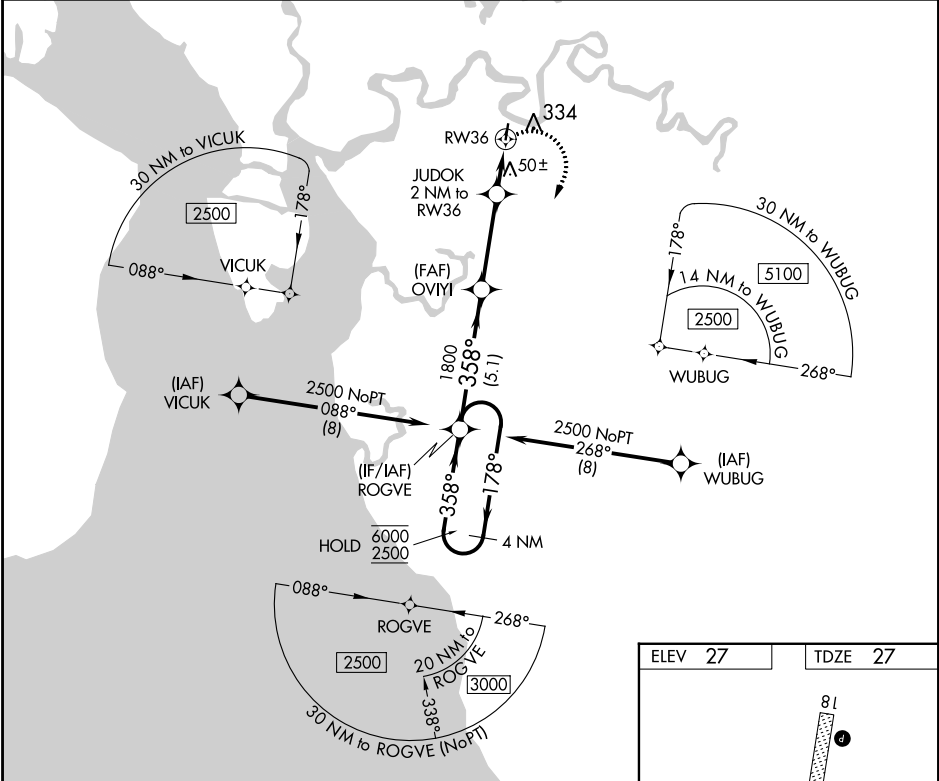 334
RW36
50±
JUDOK
2 NM to
RW36
30 NM to VICUK
2500
178°
088°
VICUK
(FAF)
OVIYI
30 NM to WUBUG
178°
5100
14 NM to WUBUG
2500
268°
WUBUG
1800
358°
(5.1)
(IAF)
VICUK
2500 NoPT
088°
(8)
2500 NoPT
268°
(8)
(IAF)
WUBUG
(IF/IAF)
ROGVE
358°
178°
HOLD
6000
2500
4 NM
088°
ROGVE
268°
2500
20 NM to
ROGVE
3000
338°
30 NM to ROGVE (NoPT)
ELEV 27
TDZE 27
18
P